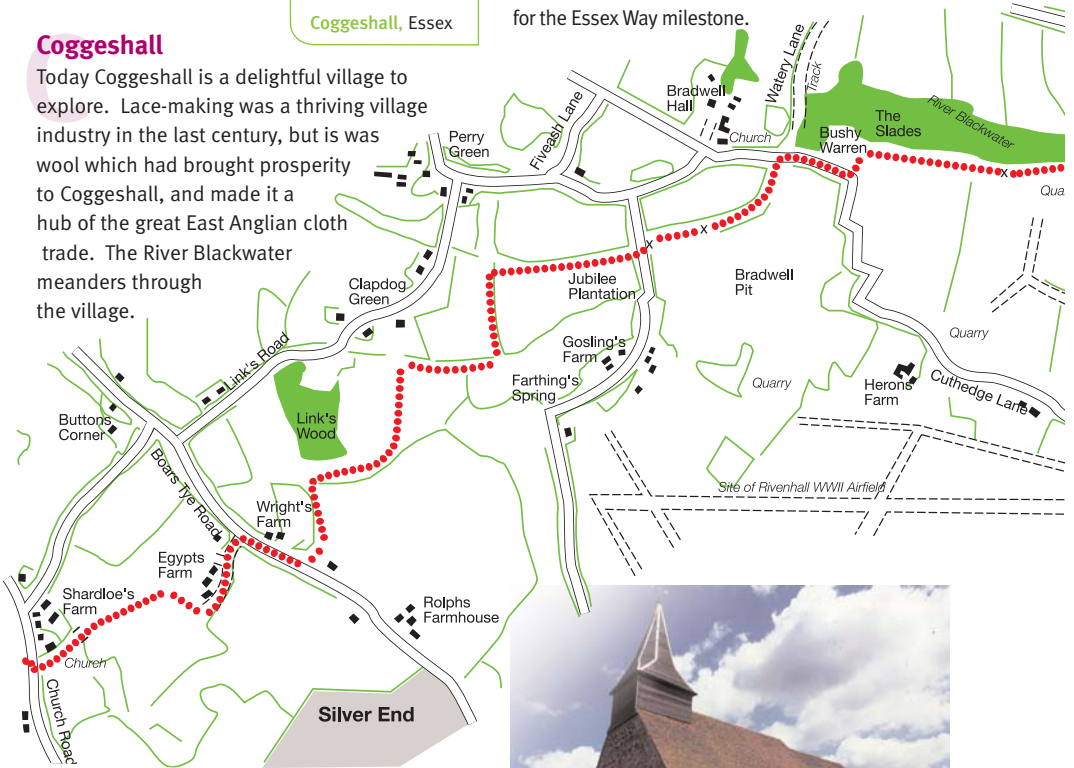 Coggeshall, Essex
for the Essex Way milestone.
Coggeshall
Today Coggeshall is a delightful village to
explore. Lace-making was a thriving village
industry in the last century, but is was
wool which had brought prosperity
to Coggeshall, and made it a
hub of the great East Anglian cloth
trade. The River Blackwater
meanders through
the village.
Perry
Green
Fiveash Lane
Bradwell
Hall
Church
Watery Lane
Track
Bushy
Warren
The
Slades
River Blackwater
x
x
x
Clapdog
Green
Jubilee
Plantation
Bradwell
Pit
Link's Road
Gosling's
Farm
Farthing's
Spring
Quarry
Quarry
Herons
Farm
Cuthedge Lane
Buttons
Corner
Link's
Wood
Boars Tye Road
Wright's
Farm
Site of Rivenhall WWII Airfield
Egypts
Farm
Shardloe's
Farm
Rolphs
Farmhouse
Church
Church Road
Silver End